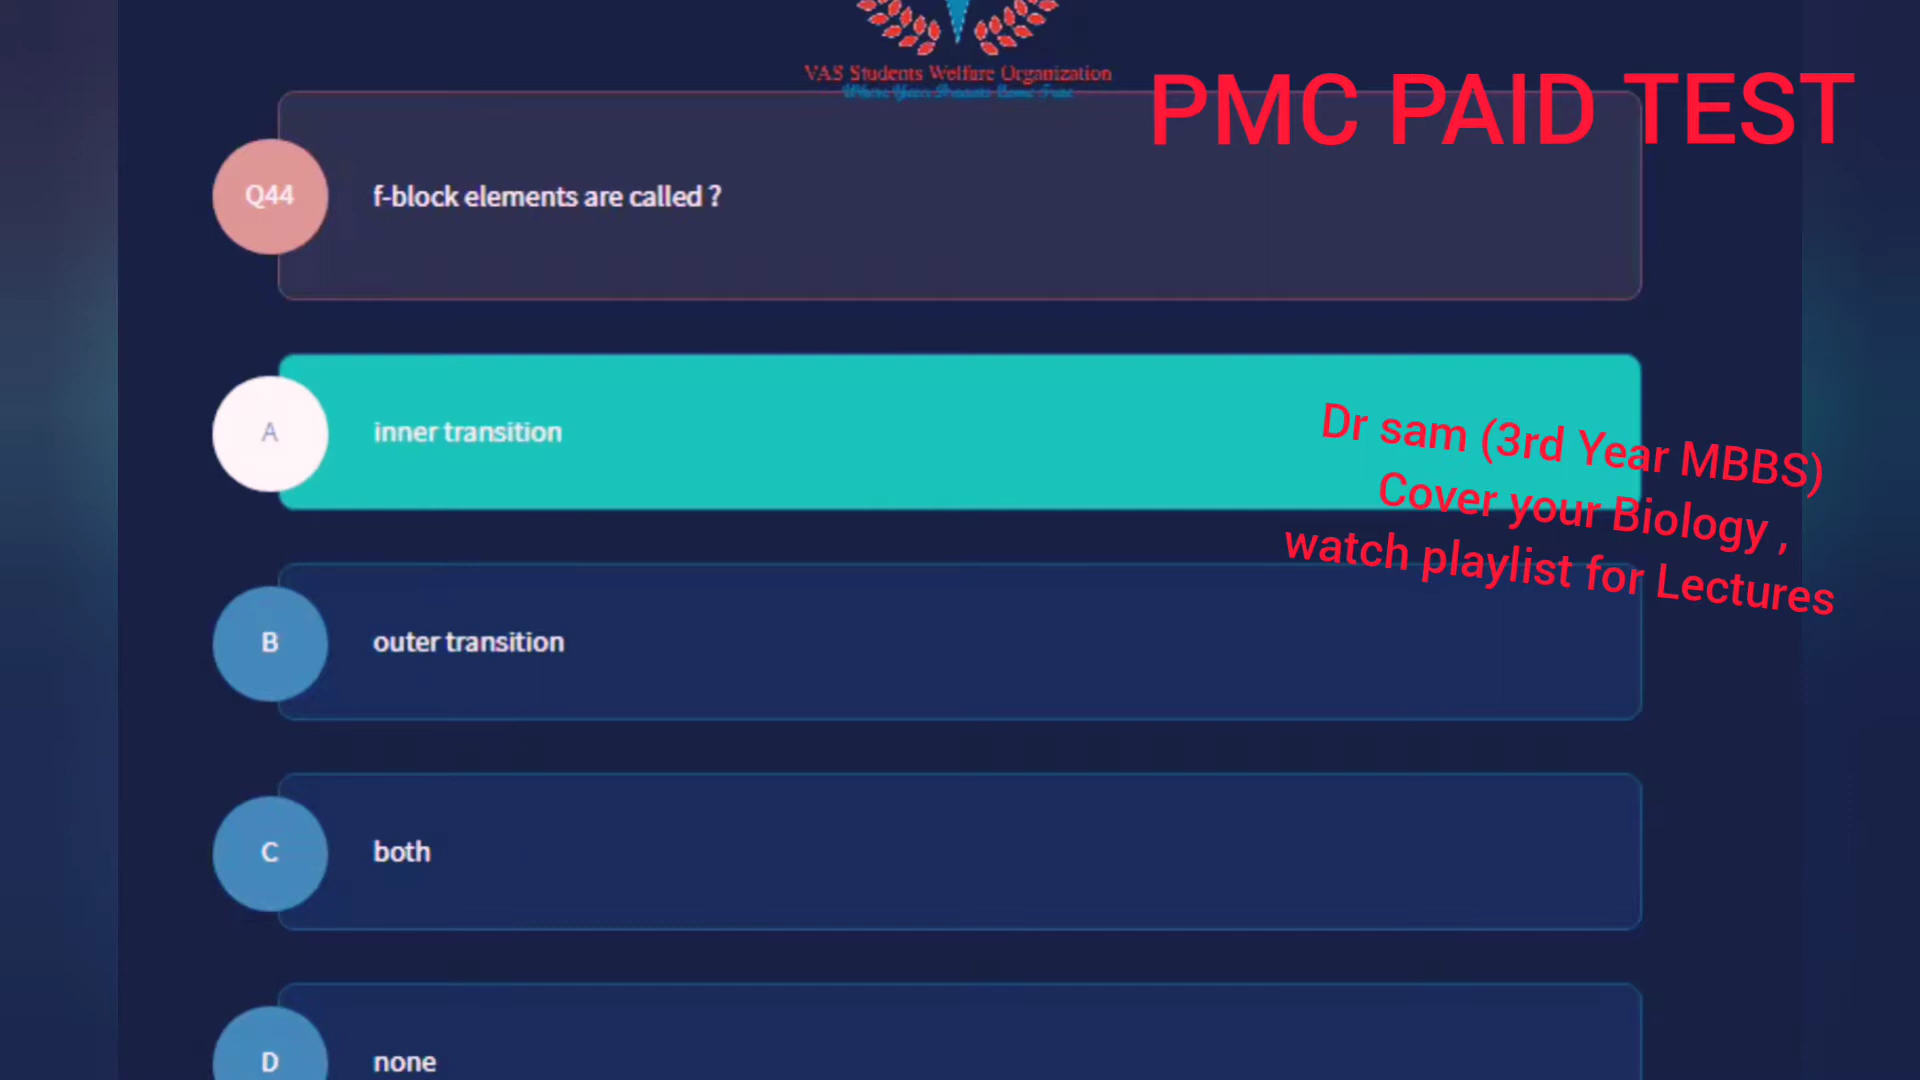 VAS Students Welfare Organization
PMC PAID TEST
Q44
f-block elements are called ?
A
inner transition
Dr sam (3rd Year MBBS)
Cover your Biology ,
watch playlist for Lectures
B
outer transition
C
both
D
none